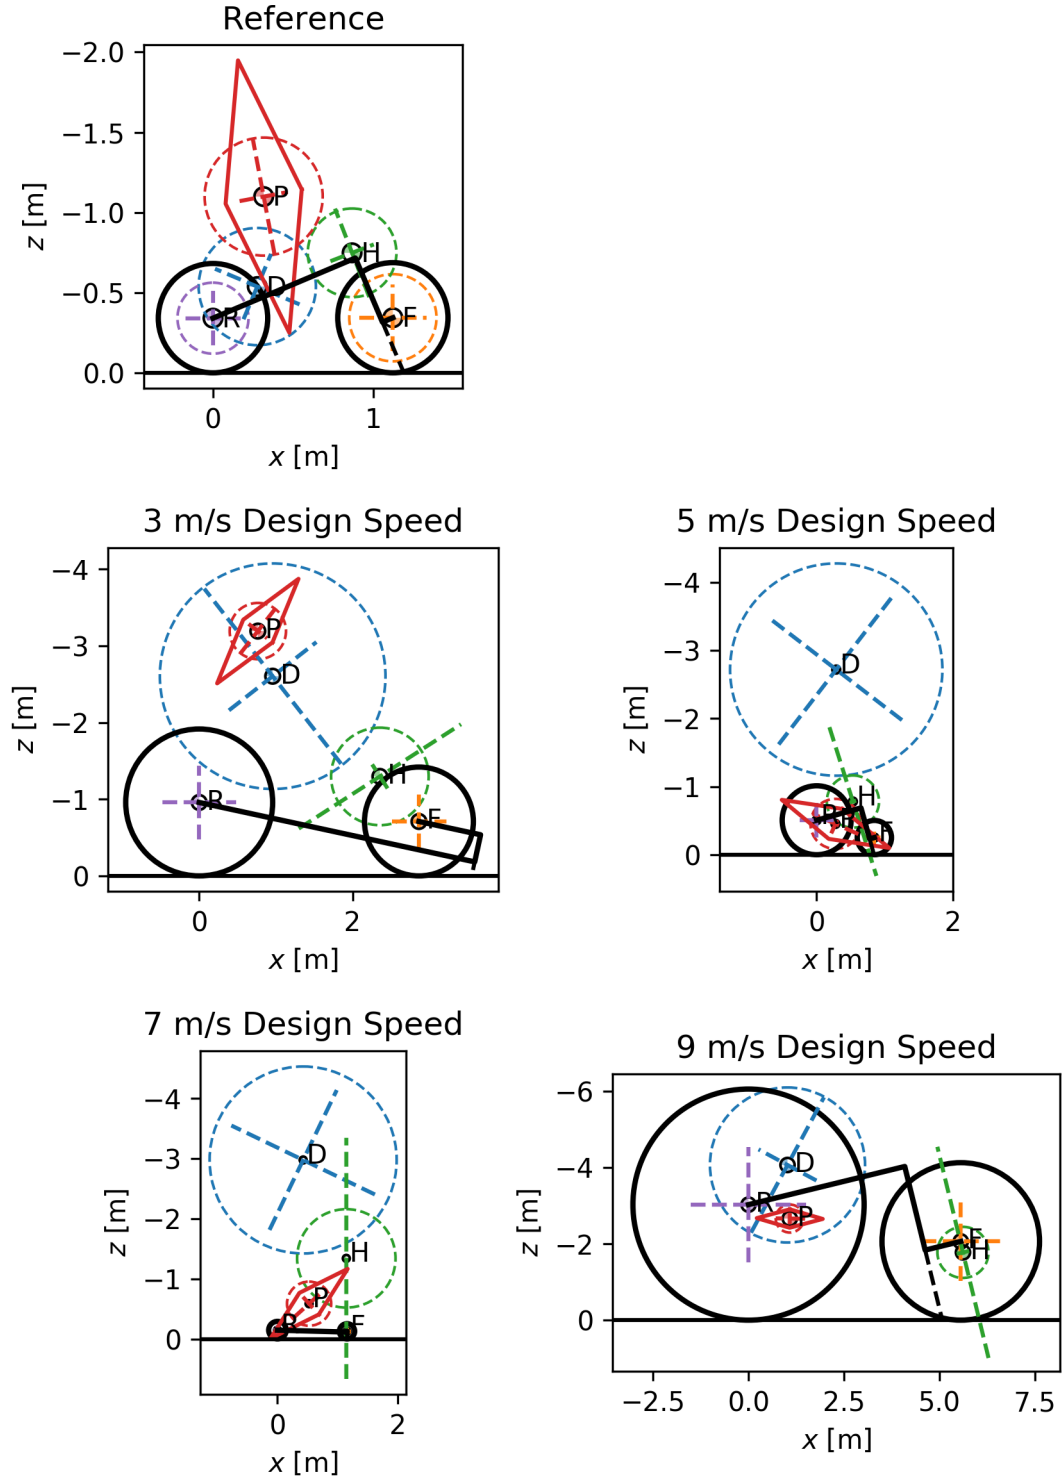 Reference
−2.0
−1.5
−1.0
−0.5
0.0
z [m]
P
H
D
R
F
0 1
x [m]
3 m/s Design Speed
−4
−3
−2
−1
0
z [m]
P
D
H
R
F
0 2
x [m]
5 m/s Design Speed
−4
−3
−2
−1
0
z [m]
D
H
R
P
F
0 2
x [m]
7 m/s Design Speed
−4
−3
−2
−1
0
z [m]
D
H
P
R
F
0 2
x [m]
9 m/s Design Speed
−6
−4
−2
0
z [m]
D
R
P
F
H
−2.5 0.0 2.5 5.0 7.5
x [m]